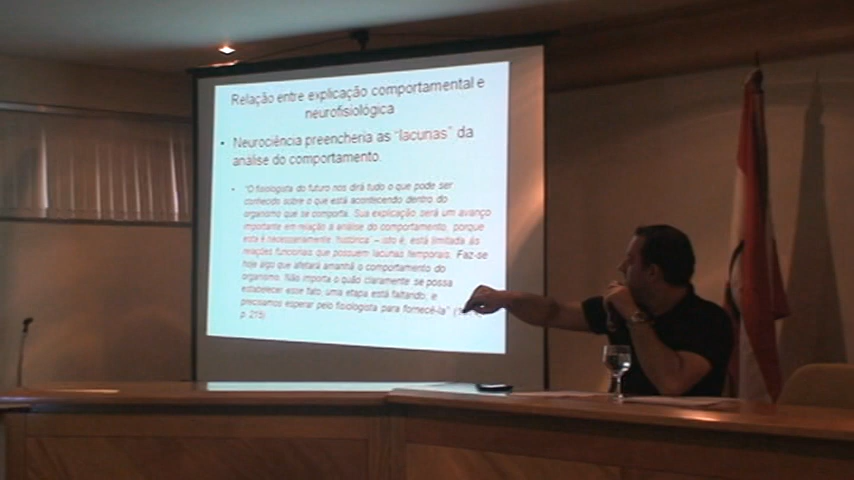 Relação entre explicação comportamental e
neurofisiológica
• Neurociência preencheria as "lacunas" da
análise do comportamento.
• "O fisiologista do futuro nos dirá tudo o que pode ser
conhecido sobre o que está acontecendo dentro do
organismo que se comporta. Sua explicação será um avanço
importante em relação a análise do comportamento, porque
esta é necessariamente 'histórica' – isto é, está limitada às
relações funcionais que possuem lacunas temporais. Faz-se
hoje algo que afetará amanhã o comportamento do
organismo. Não importa o quão claramente se possa
estabelecer esse fato, uma etapa está faltando, e
precisamos esperar pelo fisiologista para fornecê-la"
p. 215)